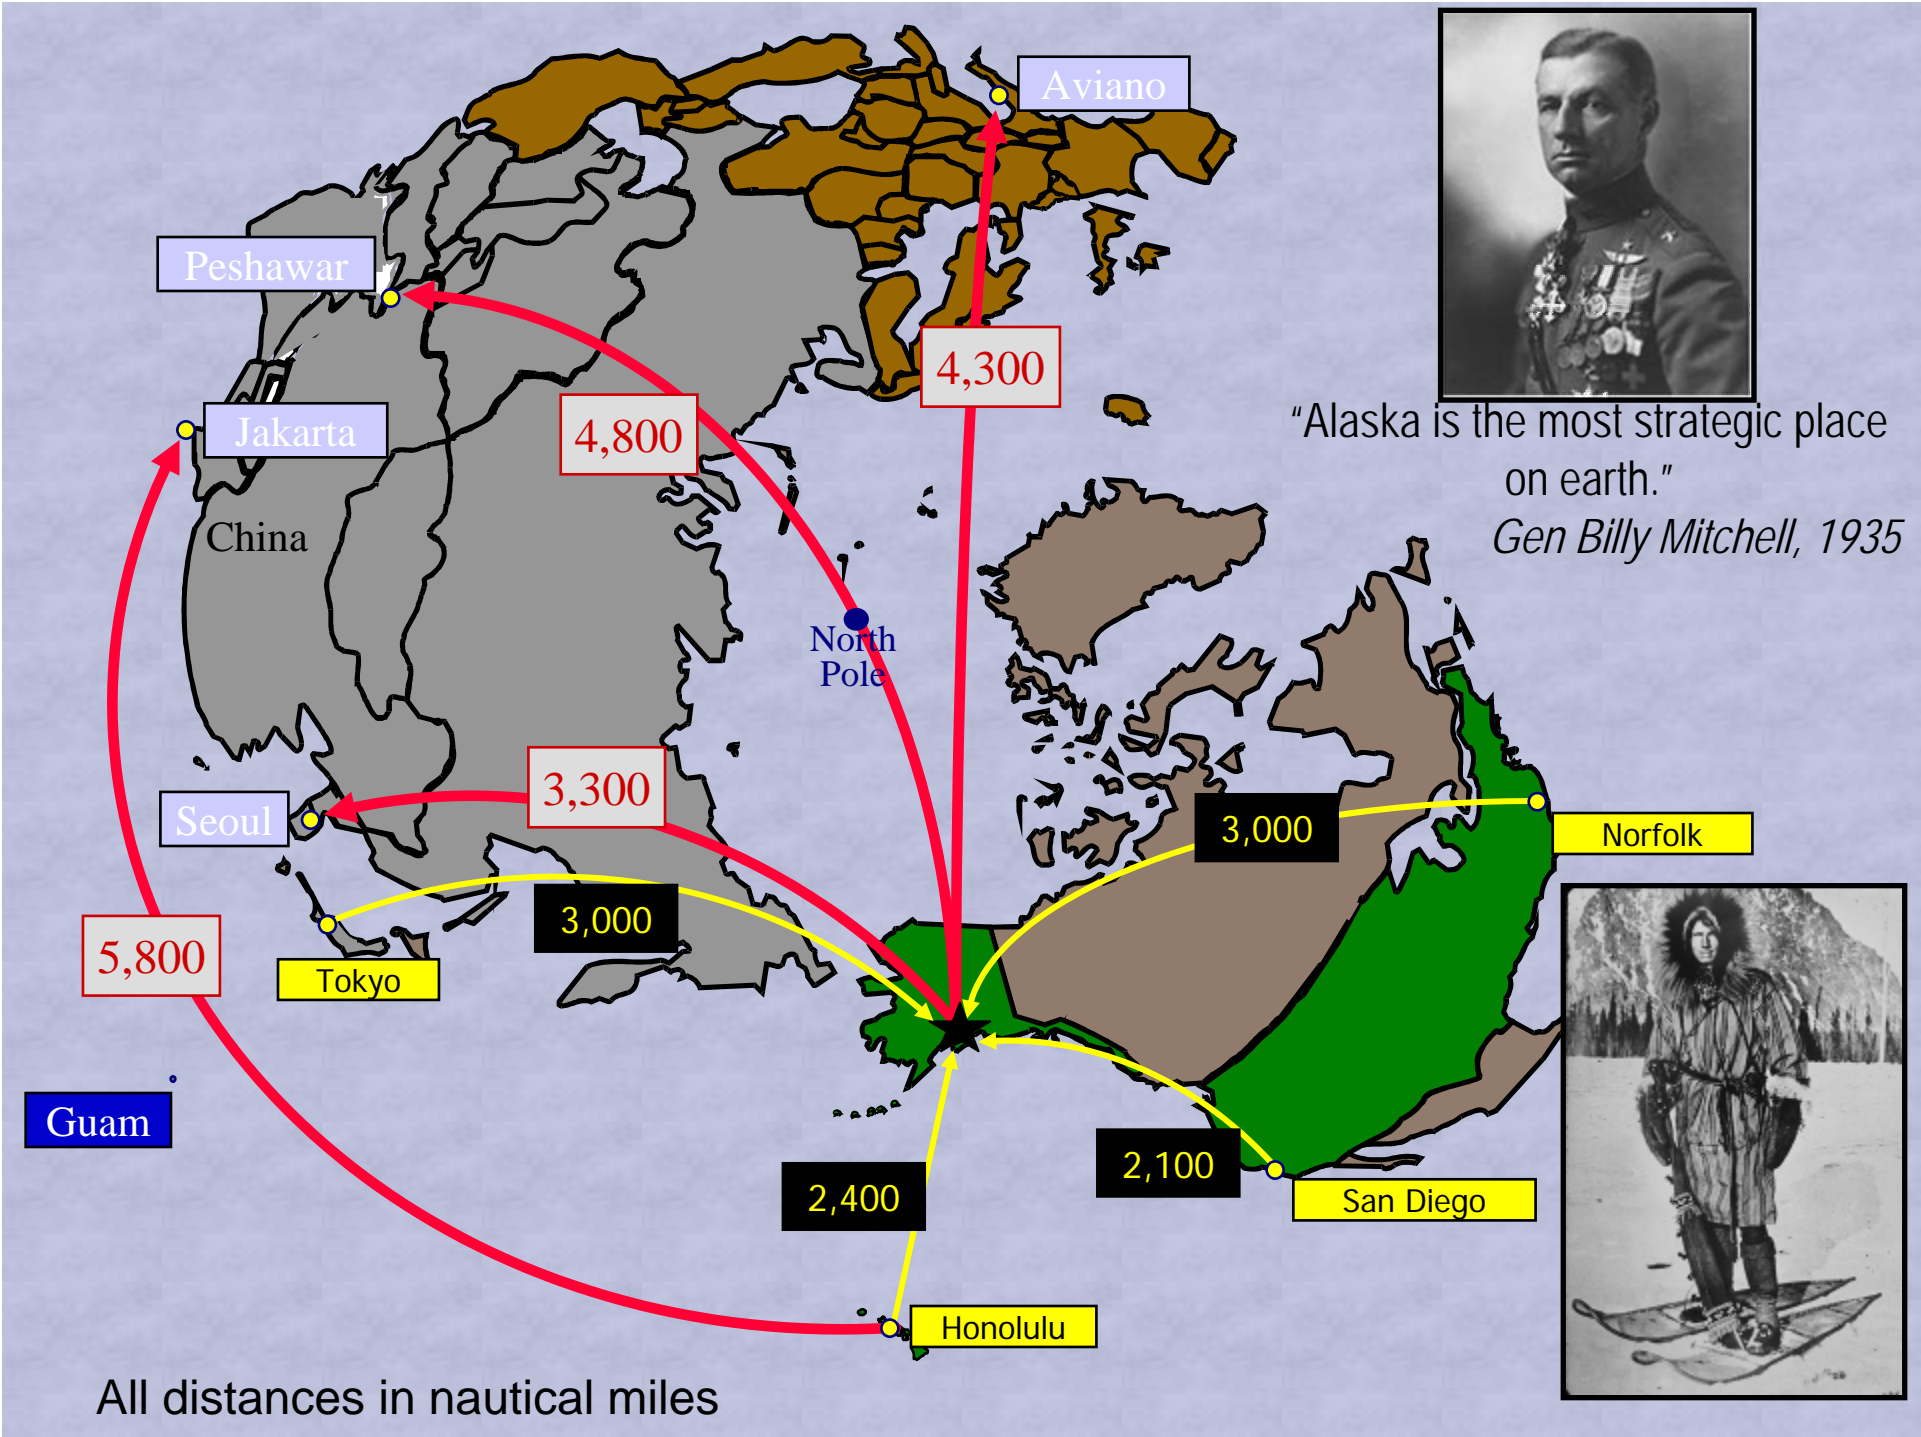 Aviano
Peshawar
4,300
Jakarta
4,800
“Alaska is the most strategic place
on earth.”
Gen Billy Mitchell, 1935
China
North
Pole
3,300
Seoul
3,000
Norfolk
3,000
5,800
Tokyo
Guam
2,100
2,400
San Diego
Honolulu
All distances in nautical miles